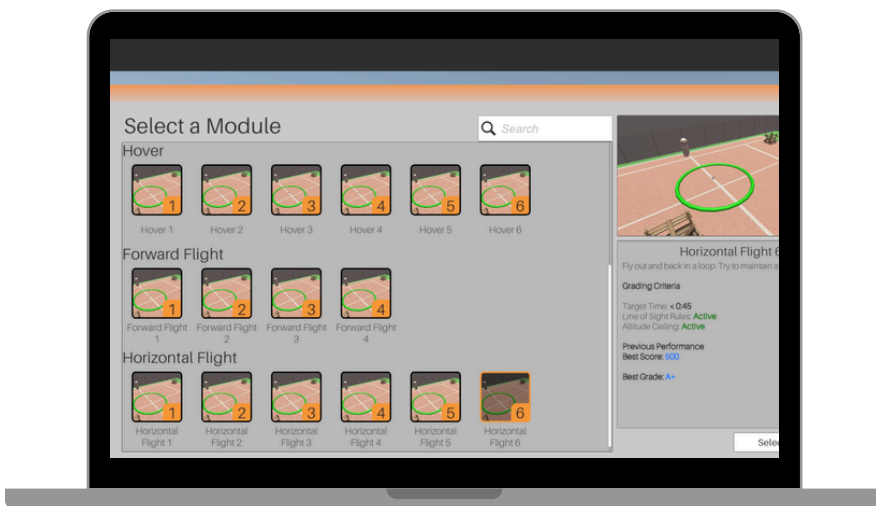 Select a Module
Search
Hover
1 2 3 4 5 6
Hover 1 Hover 2 Hover 3 Hover 4 Hover 5 Hover 6
Forward Flight
1 2 3 4
Forward Flight Forward Flight Forward Flight Forward Flight
1 2 3 4
Horizontal Flight
1 2 3 4 5 6
Horizontal Horizontal Horizontal Horizontal Horizontal Horizontal
Flight 1 Flight 2 Flight 3 Flight 4 Flight 5 Flight 6
Horizontal Flight 6
Fly out and back in a loop. Try to maintain a
Grading Criteria
Target Time: < 0:45
Line of Sight Rules: Active
Altitude Ceiling: Active
Previous Performance
Best Score: 500
Best Grade: A+